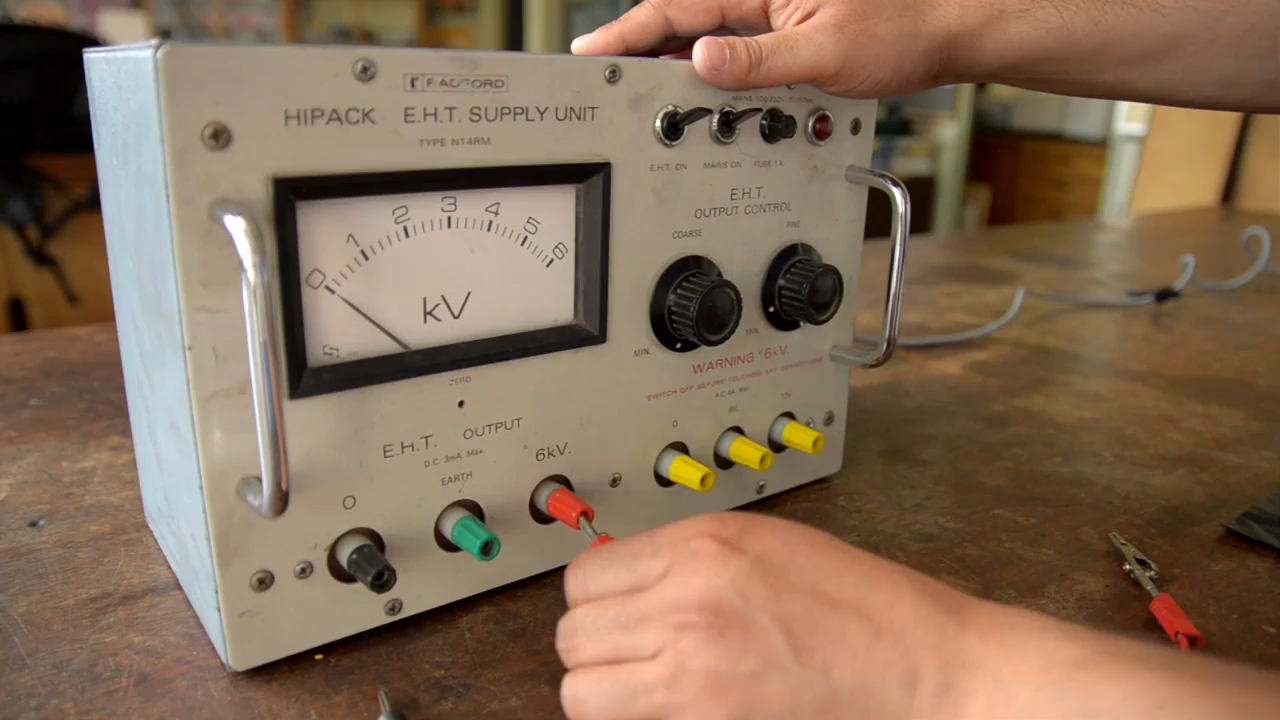 RADFORD
HIPACK E.H.T. SUPPLY UNIT
TYPE N14RM
E.H.T. ON
MAINS ON
FUSE 1A
E.H.T.
OUTPUT CONTROL
COARSE
FINE
MIN.
MIN.
0 1 2 3 4 5 6
kV
ZERO
WARNING 6kV
SWITCH OFF BEFORE TOUCHING ANY CONNECTIONS
A.C. 4A. Max.
0
6V.
12V
E.H.T. OUTPUT
D.C. 3mA. Max.
0
EARTH
6kV.